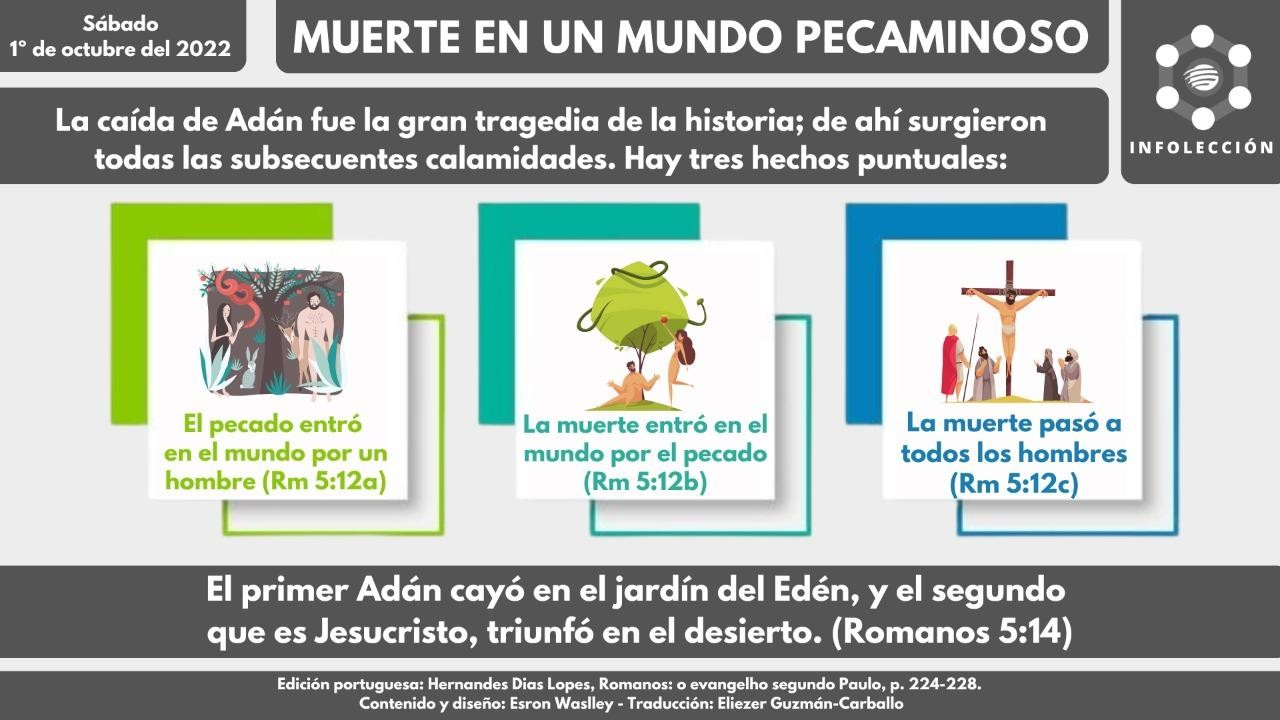 Sábado
1º de octubre del 2022
MUERTE EN UN MUNDO PECAMINOSO
INFOLECCIÓN
La caída de Adán fue la gran tragedia de la historia; de ahí surgieron
todas las subsecuentes calamidades. Hay tres hechos puntuales:
El pecado entró
en el mundo por un
hombre (Rm 5:12a)
La muerte entró en el
mundo por el pecado
(Rm 5:12b)
La muerte pasó a
todos los hombres
(Rm 5:12c)
El primer Adán cayó en el jardín del Edén, y el segundo
que es Jesucristo, triunfó en el desierto. (Romanos 5:14)
Edición portuguesa: Hernandes Dias Lopes, Romanos: o evangelho segundo Paulo, p. 224-228.
Contenido y diseño: Esron Waslley - Traducción: Eliezer Guzmán-Carballo